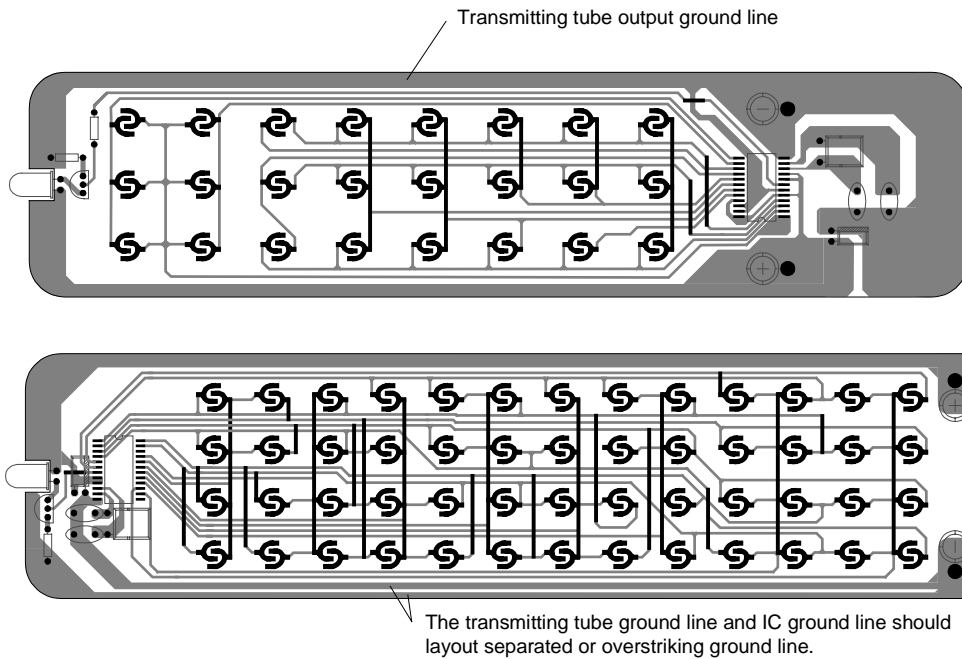 Transmitting tube output ground line
The transmitting tube ground line and IC ground line should
layout separated or overstriking ground line.